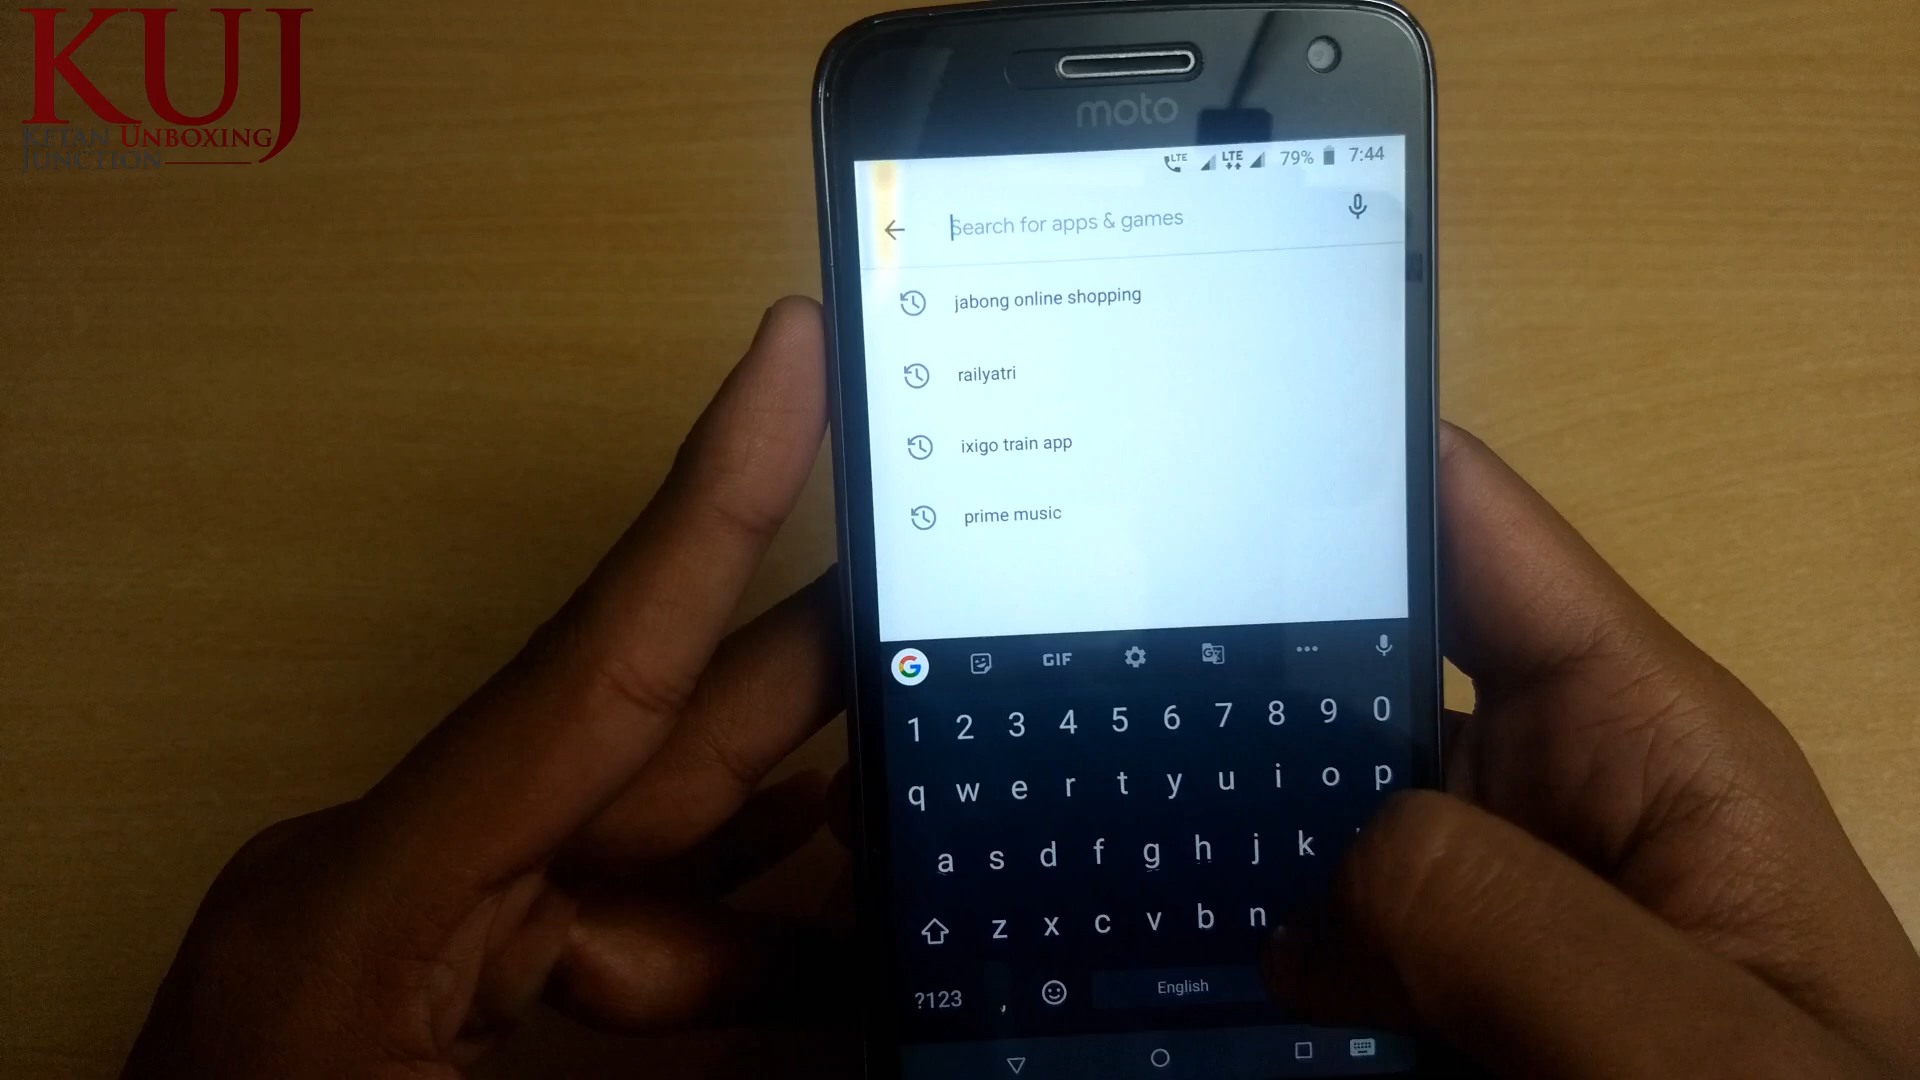 KUJ
KETAN UNBOXING
JUNCTION
moto
LTE LTE 79% 7:44
Search for apps & games
jabong online shopping
railyatri
ixigo train app
prime music
G GIF G
1 2 3 4 5 6 7 8 9 0
q w e r t y u i o p
a s d f g h j k
z x c v b n
?123 , English